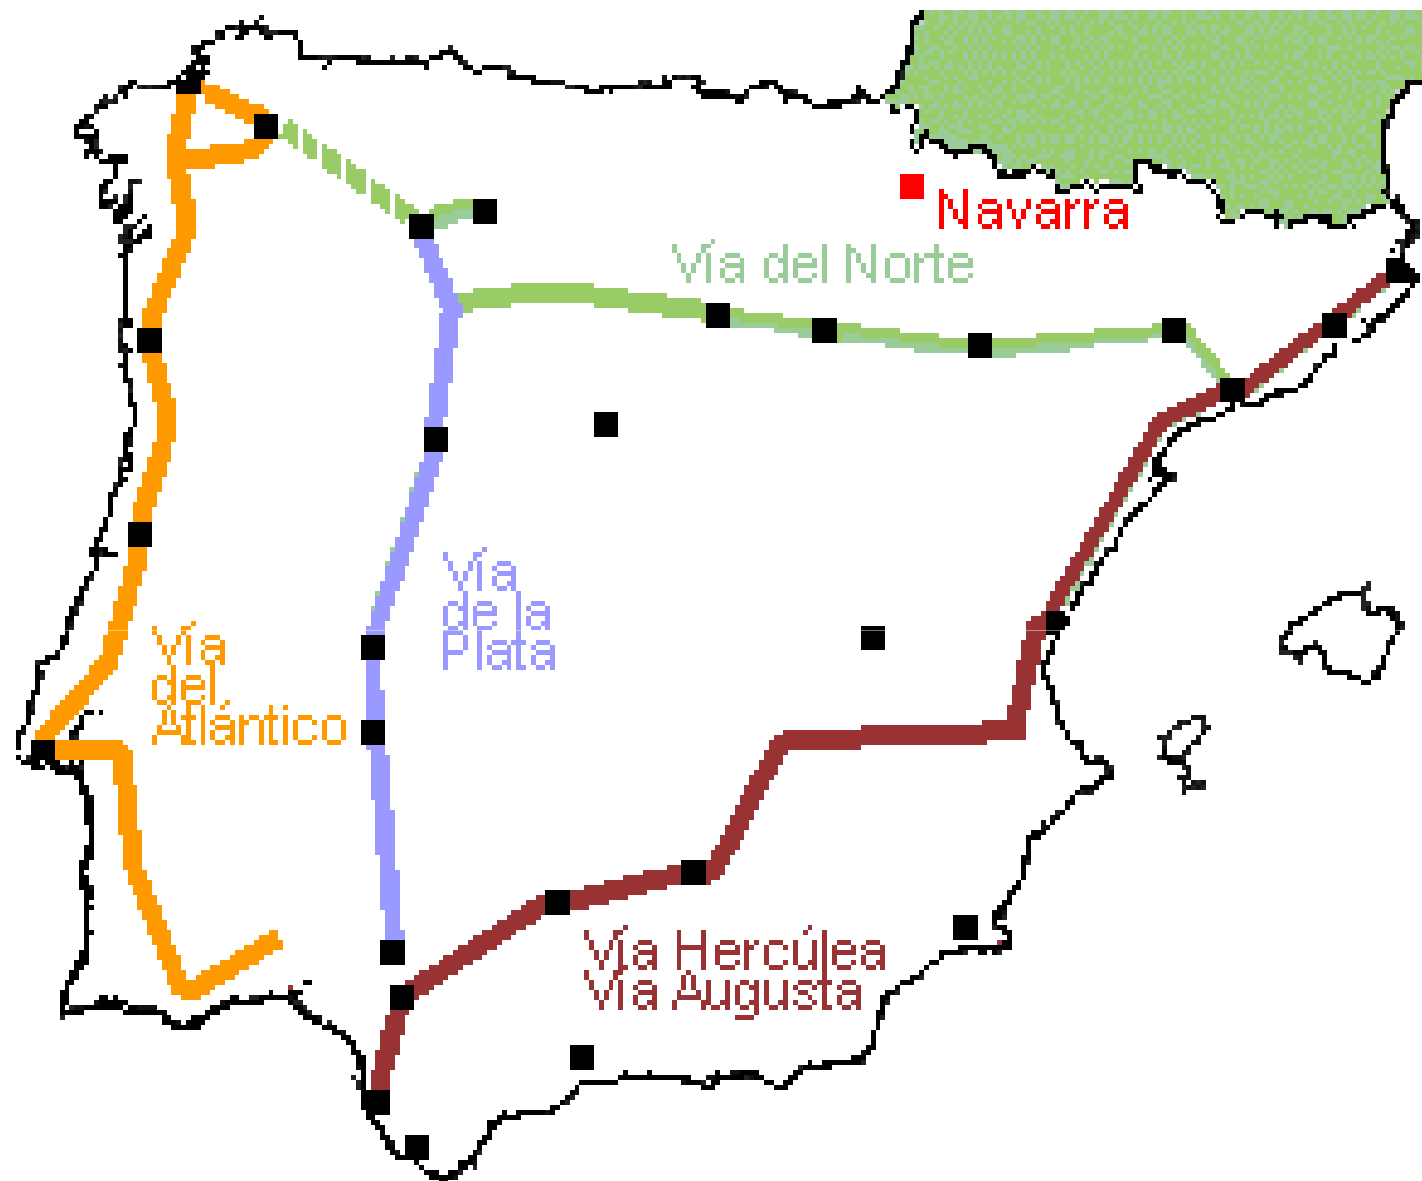 Navarra
Vía del Norte
Vía
de la
Plata
Vía
del
Atlántico
Vía Hercúlea
Vía Augusta